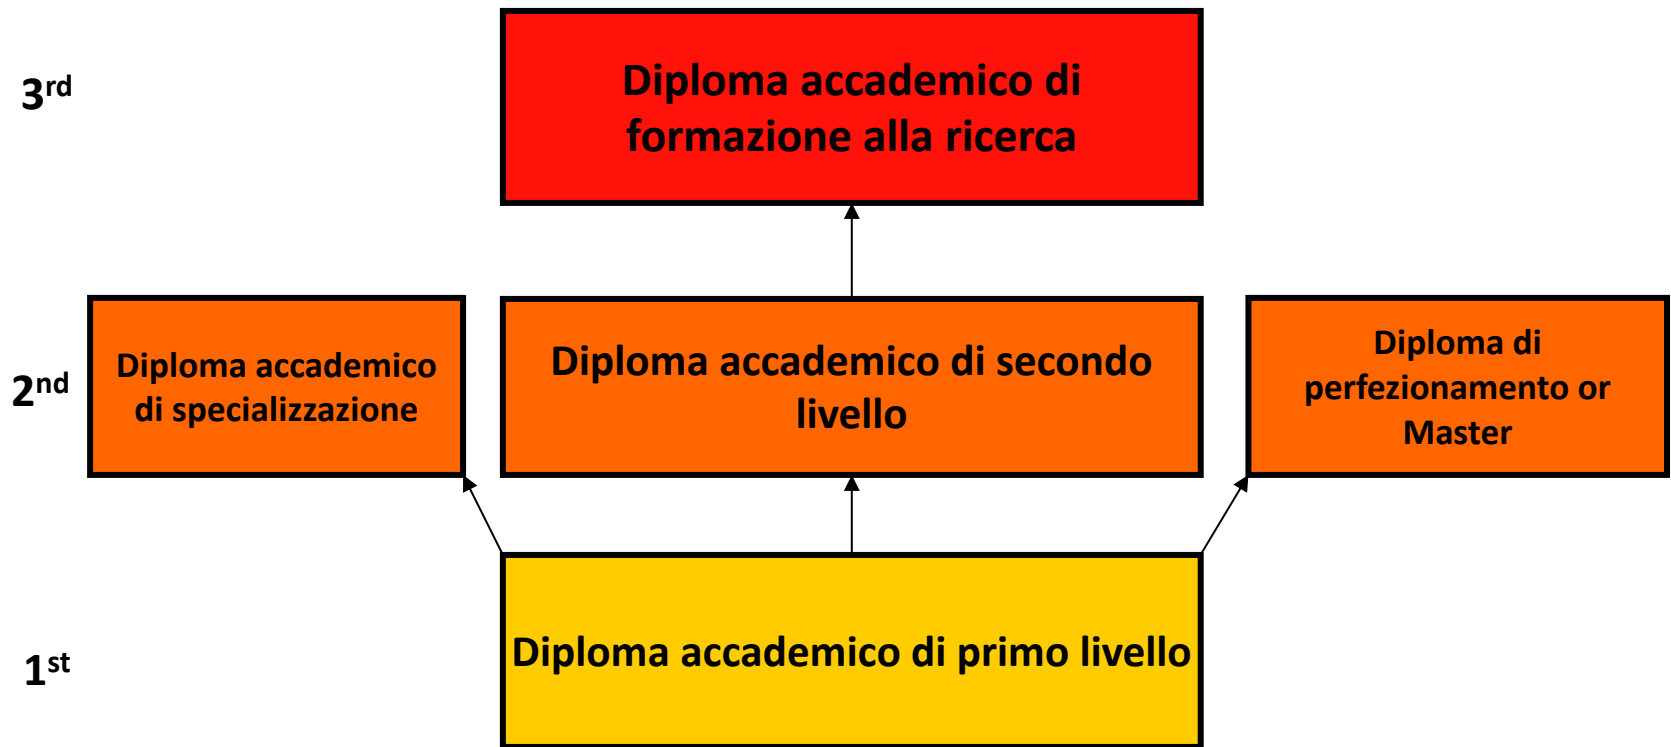 3rd
Diploma accademico di
formazione alla ricerca
2nd
Diploma accademico
di specializzazione
Diploma accademico di secondo
livello
Diploma di
perfezionamento or
Master
1st
Diploma accademico di primo livello